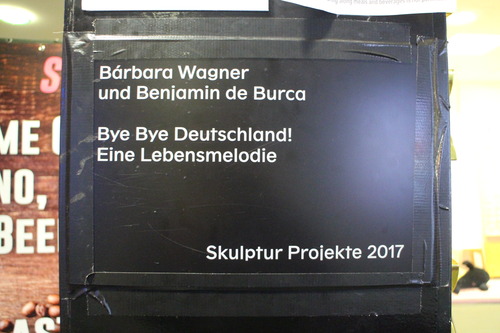 Bárbara Wagner
und Benjamin de Burca
Bye Bye Deutschland!
Eine Lebensmelodie
Skulptur Projekte 2017